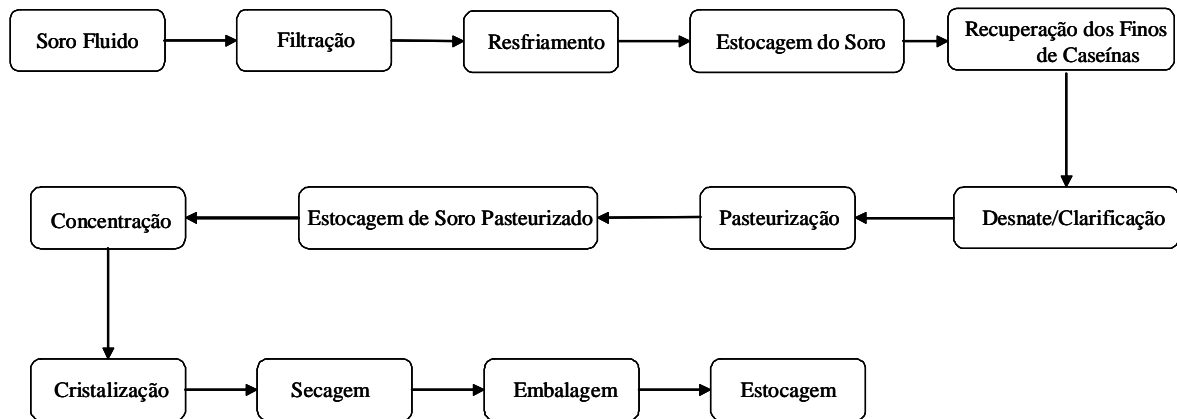 Soro Fluido
Filtração
Resfriamento
Estocagem do Soro
Recuperação dos Finos
de Caseínas
Desnate/Clarificação
Pasteurização
Estocagem de Soro Pasteurizado
Concentração
Cristalização
Secagem
Embalagem
Estocagem